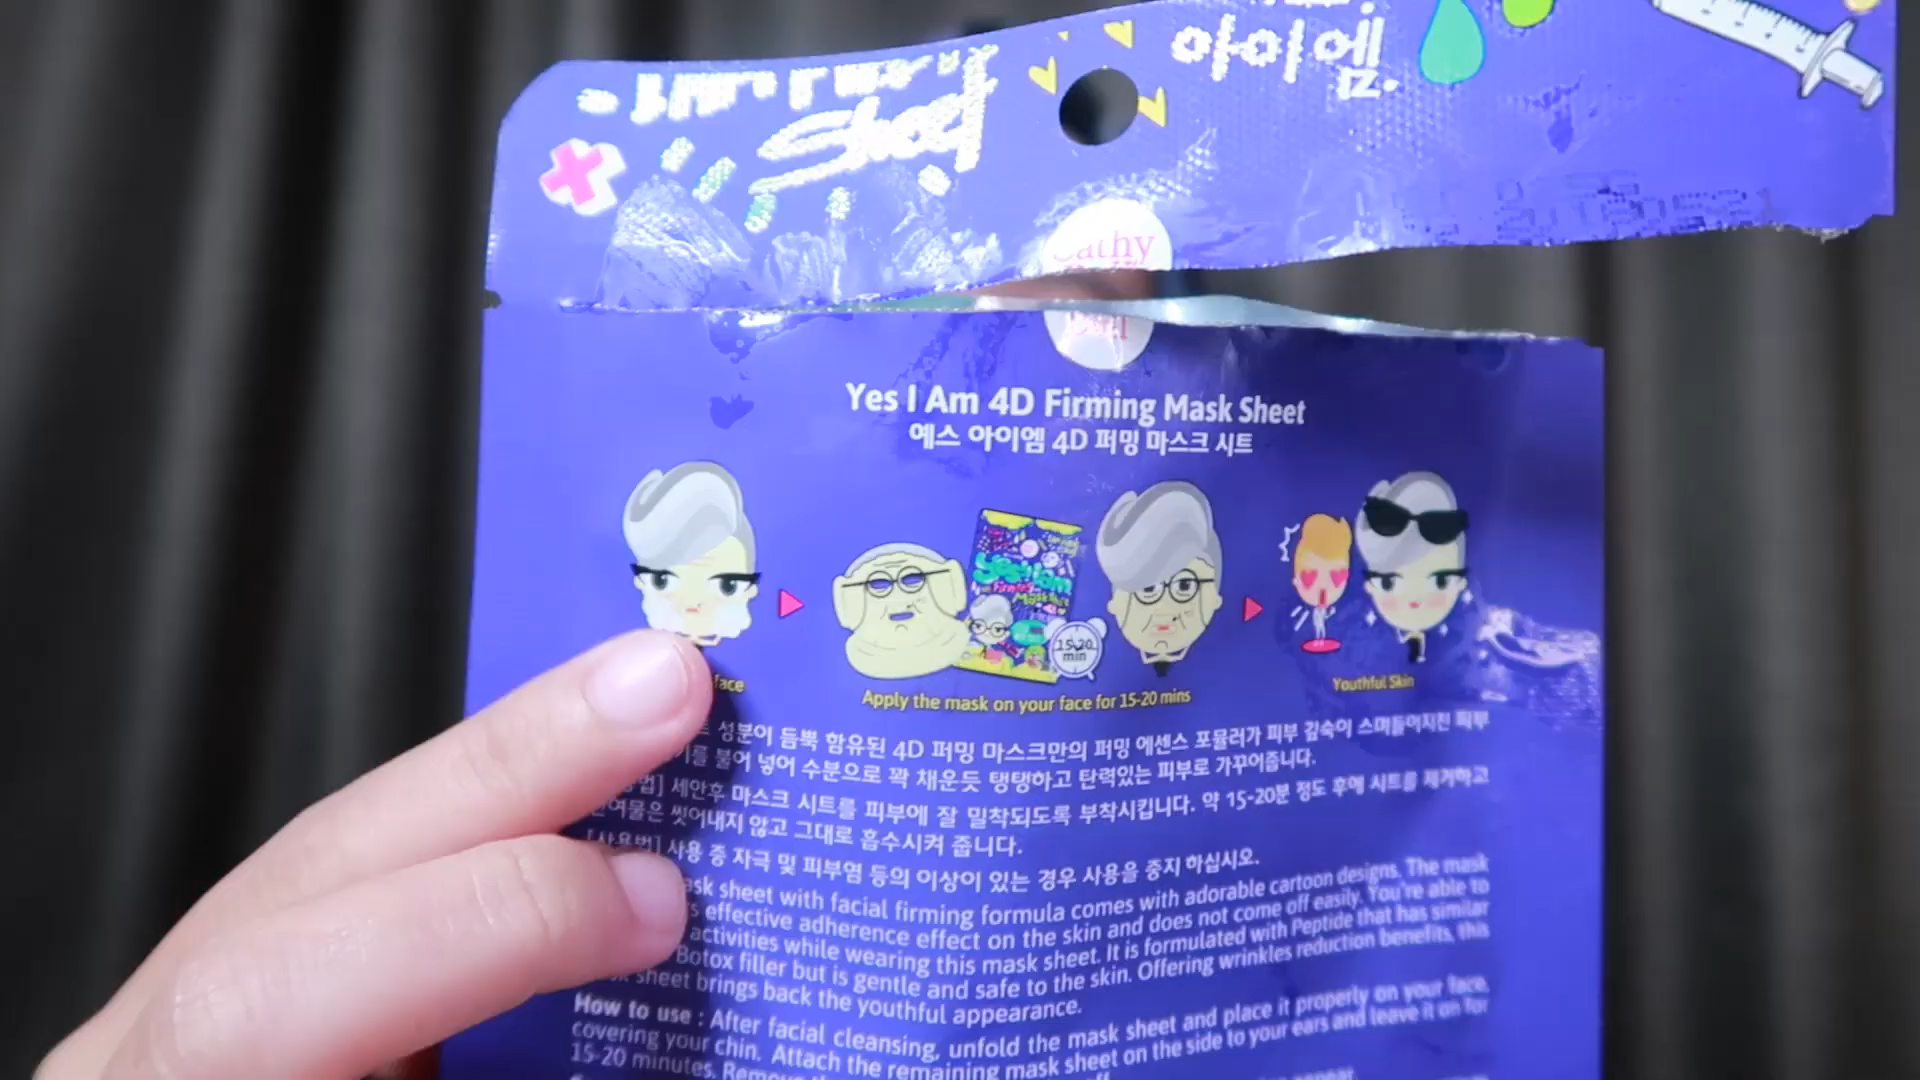 Sheet
아이엠.
Cathy
Doll
Yes I Am 4D Firming Mask Sheet
예스 아이엠 4D 퍼밍 마스크 시트
Yes I am
Firming
Mask Sheet
15-20
min
face
Apply the mask on your face for 15-20 mins
Youthful Skin
성분이 듬뿍 함유된 4D 퍼밍 마스크만의 퍼밍 에센스 포뮬러가 피부 깊숙이 스며들어지친 피부
를 불어 넣어 수분으로 꽉 채운듯 탱탱하고 탄력있는 피부로 가꾸어줍니다.
법] 세안후 마스크 시트를 피부에 잘 밀착되도록 부착시킵니다. 약 15-20분 정도 후에 시트를 제거하고
여물은 씻어내지 않고 그대로 흡수시켜 줍니다.
[사용법] 사용 중 자극 및 피부염 등의 이상이 있는 경우 사용을 중지 하십시오.
ask sheet with facial firming formula comes with adorable cartoon designs. The mask
s effective adherence effect on the skin and does not come off easily. You're able to
activities while wearing this mask sheet. It is formulated with Peptide that has similar
Botox filler but is gentle and safe to the skin. Offering wrinkles reduction benefits, this
sheet brings back the youthful appearance.
How to use : After facial cleansing, unfold the mask sheet and place it properly on your face,
covering your chin. Attach the remaining mask sheet on the side to your ears and leave it on for
15-20 minutes. Remove